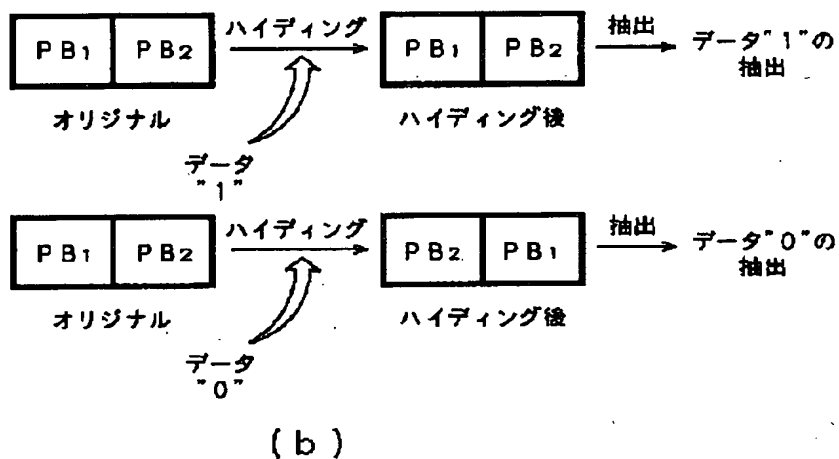 PB1 PB2 ハイディング PB1 PB2 抽出 データ"1"の
抽出
オリジナル ハイディング後
データ
"1"
PB1 PB2 ハイディング PB2 PB1 抽出 データ"0"の
抽出
オリジナル ハイディング後
データ
"0"
(b)